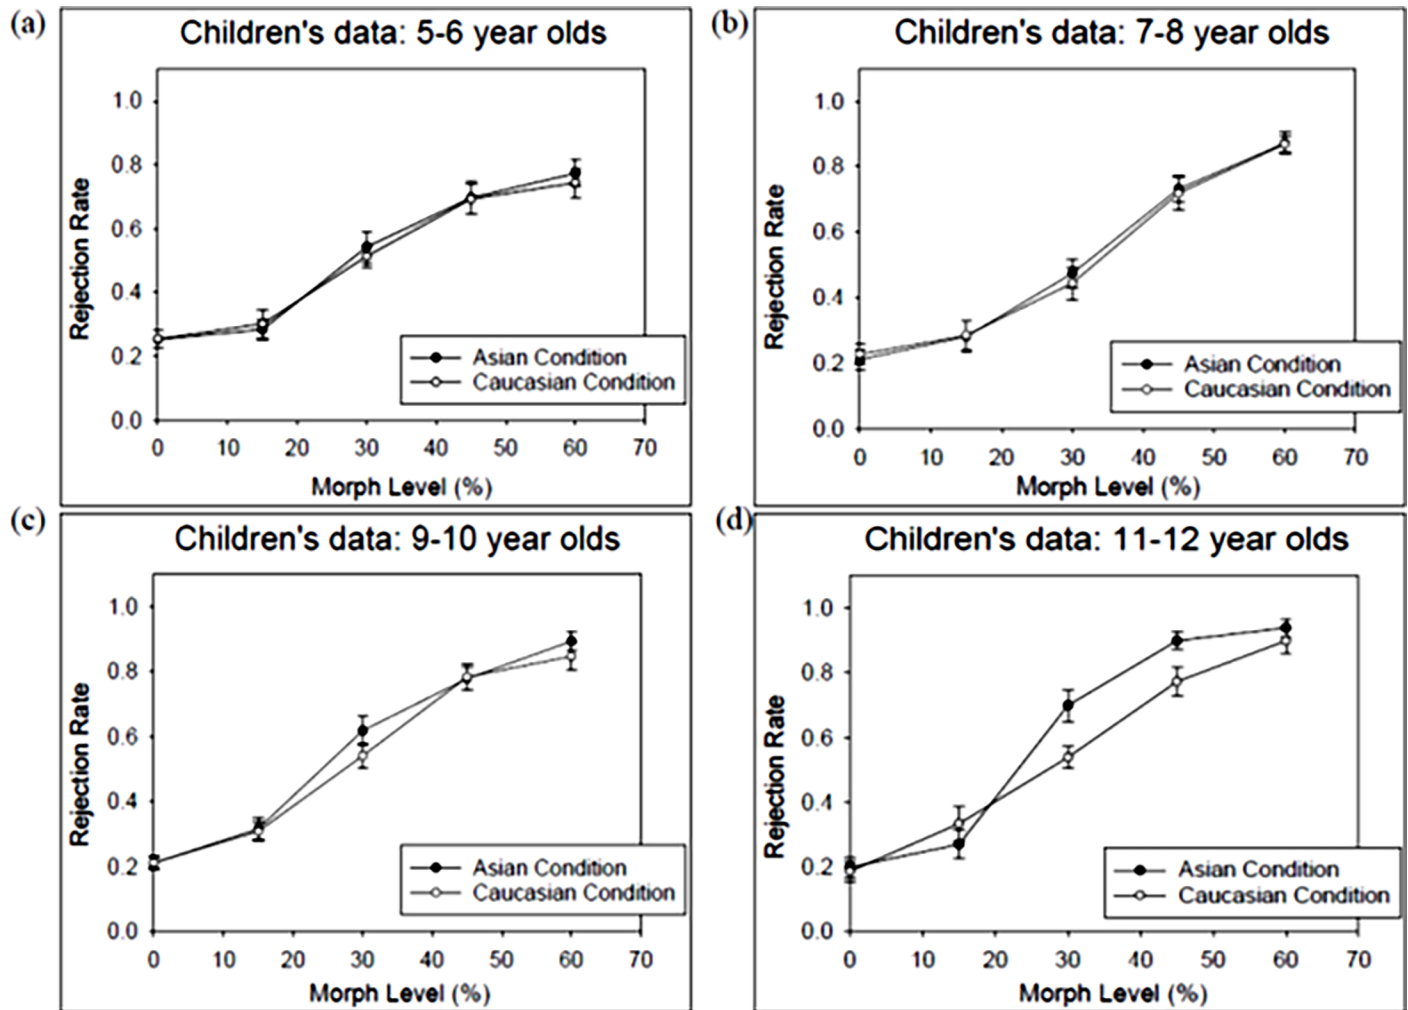 (a)
Children's data: 5-6 year olds
1.0
0.8
0.6
0.4
0.2
0.0
Rejection Rate
Asian Condition
Caucasian Condition
0 10 20 30 40 50 60 70
Morph Level (%)
(b)
Children's data: 7-8 year olds
1.0
0.8
0.6
0.4
0.2
0.0
Rejection Rate
Asian Condition
Caucasian Condition
0 10 20 30 40 50 60 70
Morph Level (%)
(c)
Children's data: 9-10 year olds
1.0
0.8
0.6
0.4
0.2
0.0
Rejection Rate
Asian Condition
Caucasian Condition
0 10 20 30 40 50 60 70
Morph Level (%)
(d)
Children's data: 11-12 year olds
1.0
0.8
0.6
0.4
0.2
0.0
Rejection Rate
Asian Condition
Caucasian Condition
0 10 20 30 40 50 60 70
Morph Level (%)